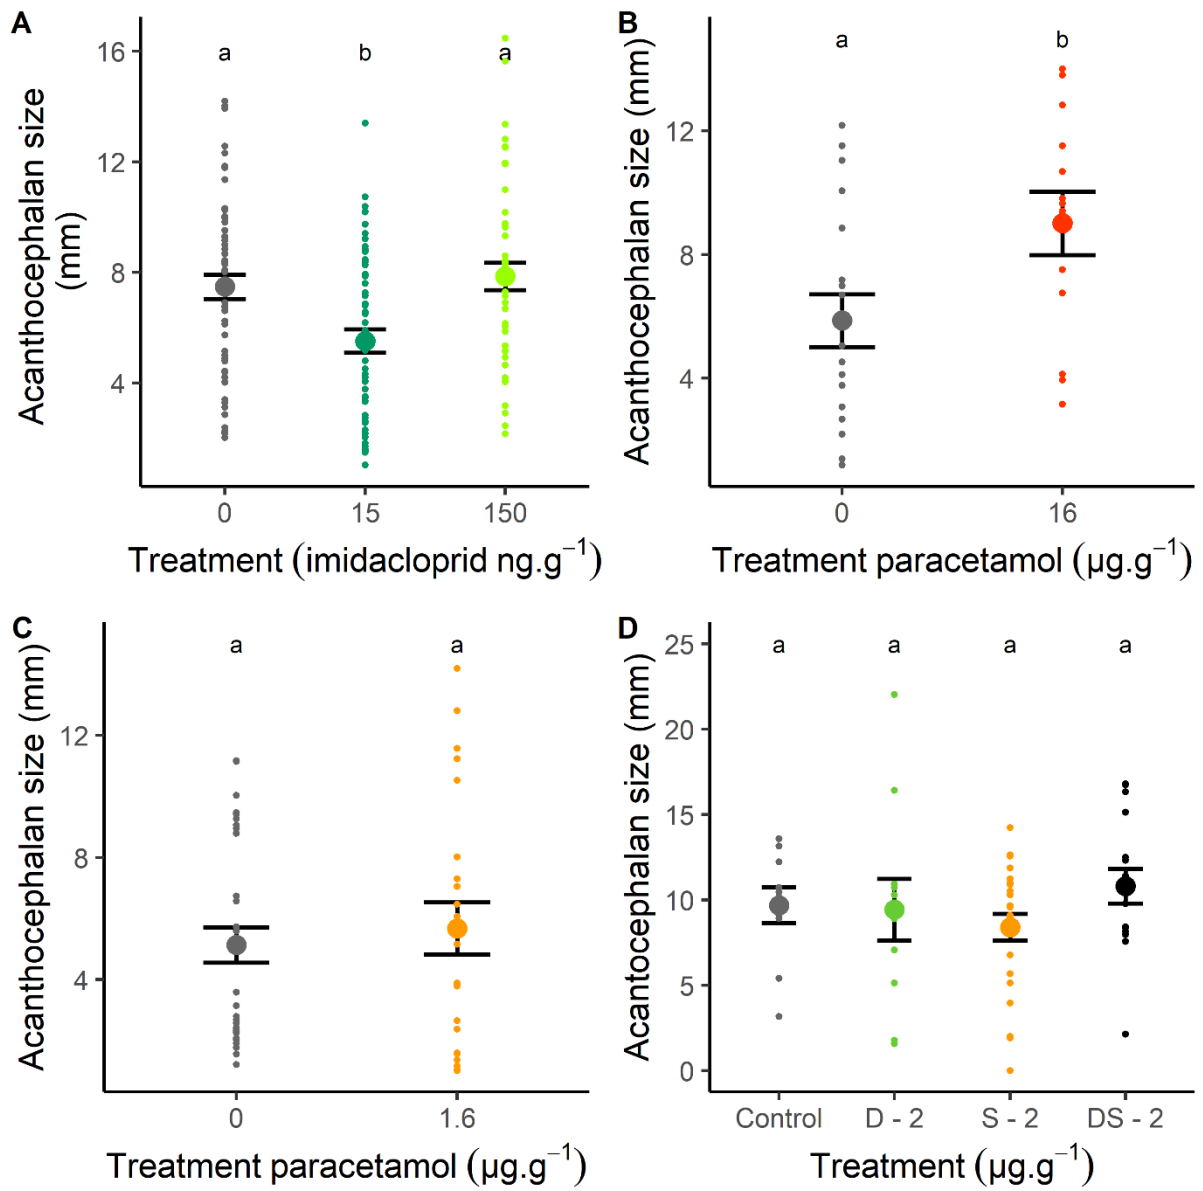 A
B
Acanthocephalan size
(mm)
16
12
8
4
a b a
0 15 150
Treatment (imidacloprid ng.g⁻¹)
Acanthocephalan size (mm)
12
8
4
a b
0 16
Treatment paracetamol (µg.g⁻¹)
C
D
Acanthocephalan size (mm)
12
8
4
a a
0 1.6
Treatment paracetamol (µg.g⁻¹)
Acantocephalan size (mm)
25
20
15
10
5
0
a a a a
Control D - 2 S - 2 DS - 2
Treatment (µg.g⁻¹)